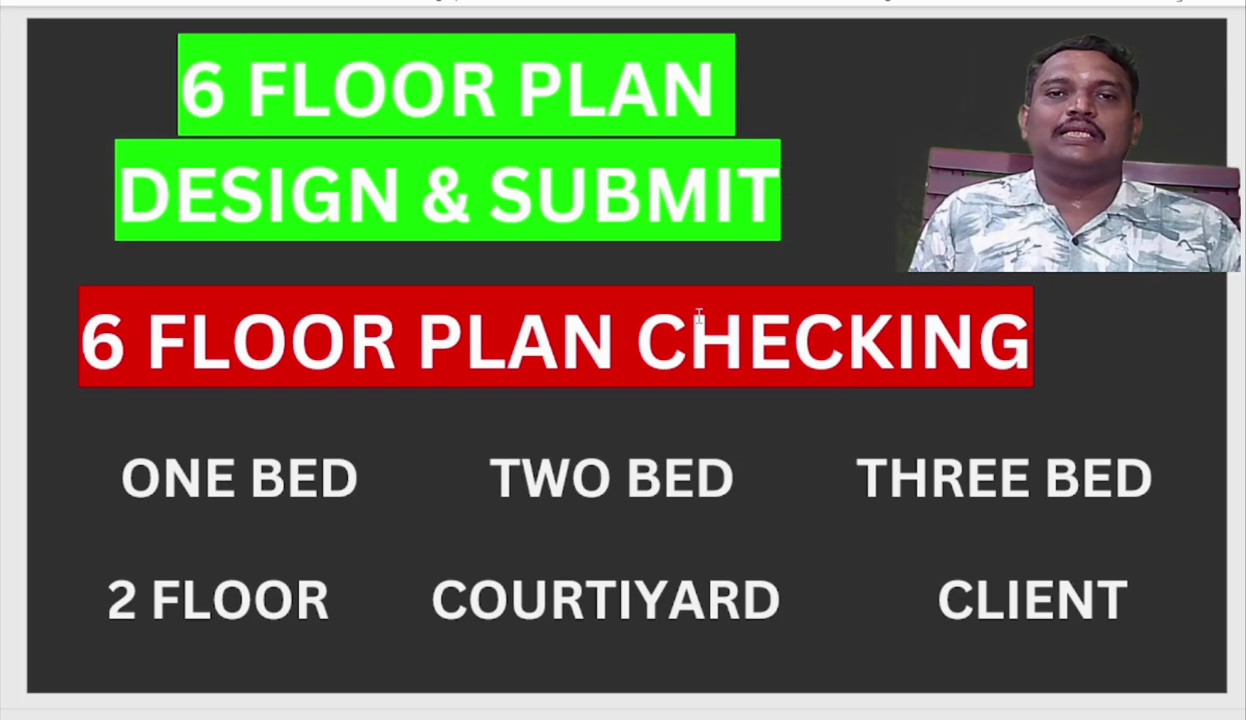 6 FLOOR PLAN
DESIGN & SUBMIT
6 FLOOR PLAN CHECKING
ONE BED TWO BED THREE BED
2 FLOOR COURTIYARD CLIENT